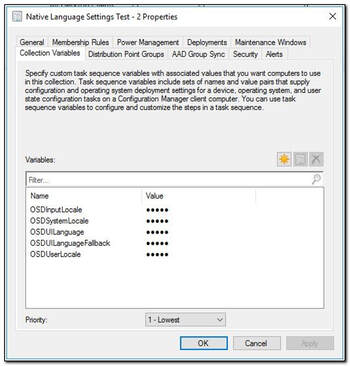 Native Language Settings Test - 2 Properties
General Membership Rules Power Management Deployments Maintenance Windows
Collection Variables Distribution Point Groups AAD Group Sync Security Alerts
Specify custom task sequence variables with associated values that you want computers to use
in this collection. Task sequence variables include sets of names and value pairs that supply
configuration and operating system deployment settings for a device, operating system, and user
state configuration tasks on a Configuration Manager client computer. You can use task
sequence variables to configure and customize the steps in a task sequence.
Variables:
Filter...
Name Value
OSDInputLocale •••••
OSDSystemLocale •••••
OSDUILanguage •••••
OSDUILanguageFallback •••••
OSDUserLocale •••••
Priority: 1 - Lowest
OK Cancel Apply